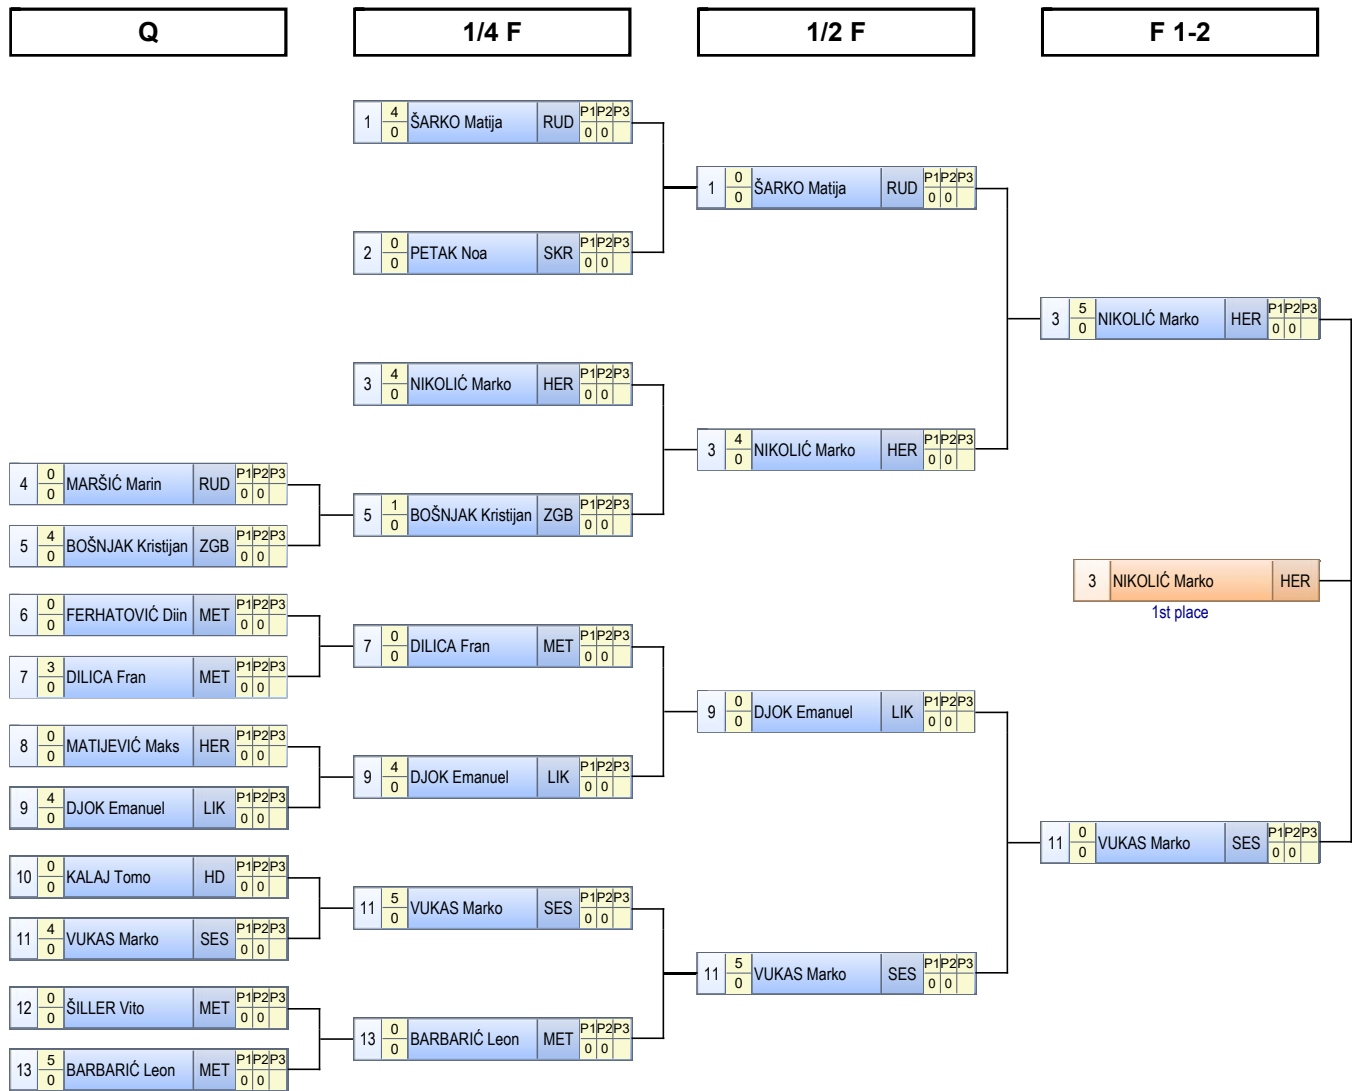 Q 1/4 F 1/2 F F 1-2
1 4 0 ŠARKO Matija RUD P1 P2 P3 0 0
2 0 0 PETAK Noa SKR P1 P2 P3 0 0
3 4 0 NIKOLIĆ Marko HER P1 P2 P3 0 0
4 0 0 MARŠIĆ Marin RUD P1 P2 P3 0 0
5 4 0 BOŠNJAK Kristijan ZGB P1 P2 P3 0 0
5 1 0 BOŠNJAK Kristijan ZGB P1 P2 P3 0 0
6 0 0 FERHATOVIĆ Diin MET P1 P2 P3 0 0
7 3 0 DILICA Fran MET P1 P2 P3 0 0
7 0 0 DILICA Fran MET P1 P2 P3 0 0
8 0 0 MATIJEVIĆ Maks HER P1 P2 P3 0 0
9 4 0 DJOK Emanuel LIK P1 P2 P3 0 0
9 4 0 DJOK Emanuel LIK P1 P2 P3 0 0
10 0 0 KALAJ Tomo HD P1 P2 P3 0 0
11 4 0 VUKAS Marko SES P1 P2 P3 0 0
11 5 0 VUKAS Marko SES P1 P2 P3 0 0
12 0 0 ŠILLER Vito MET P1 P2 P3 0 0
13 5 0 BARBARIĆ Leon MET P1 P2 P3 0 0
13 0 0 BARBARIĆ Leon MET P1 P2 P3 0 0
1 0 0 ŠARKO Matija RUD P1 P2 P3 0 0
3 4 0 NIKOLIĆ Marko HER P1 P2 P3 0 0
9 0 0 DJOK Emanuel LIK P1 P2 P3 0 0
11 5 0 VUKAS Marko SES P1 P2 P3 0 0
3 5 0 NIKOLIĆ Marko HER P1 P2 P3 0 0
3 NIKOLIĆ Marko HER
1st place
11 0 0 VUKAS Marko SES P1 P2 P3 0 0